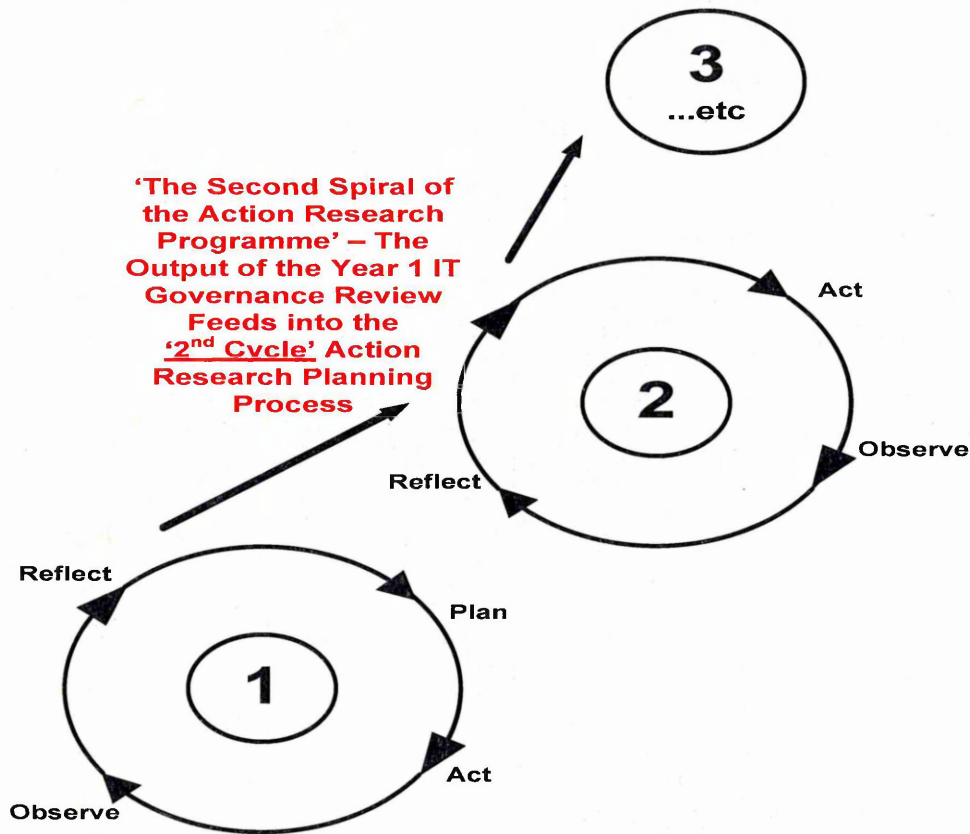 3
...etc
‘The Second Spiral of
the Action Research
Programme’ – The
Output of the Year 1 IT
Governance Review
Feeds into the
‘2nd Cycle’ Action
Research Planning
Process
Act
2
Observe
Reflect
Reflect
Plan
1
Act
Observe